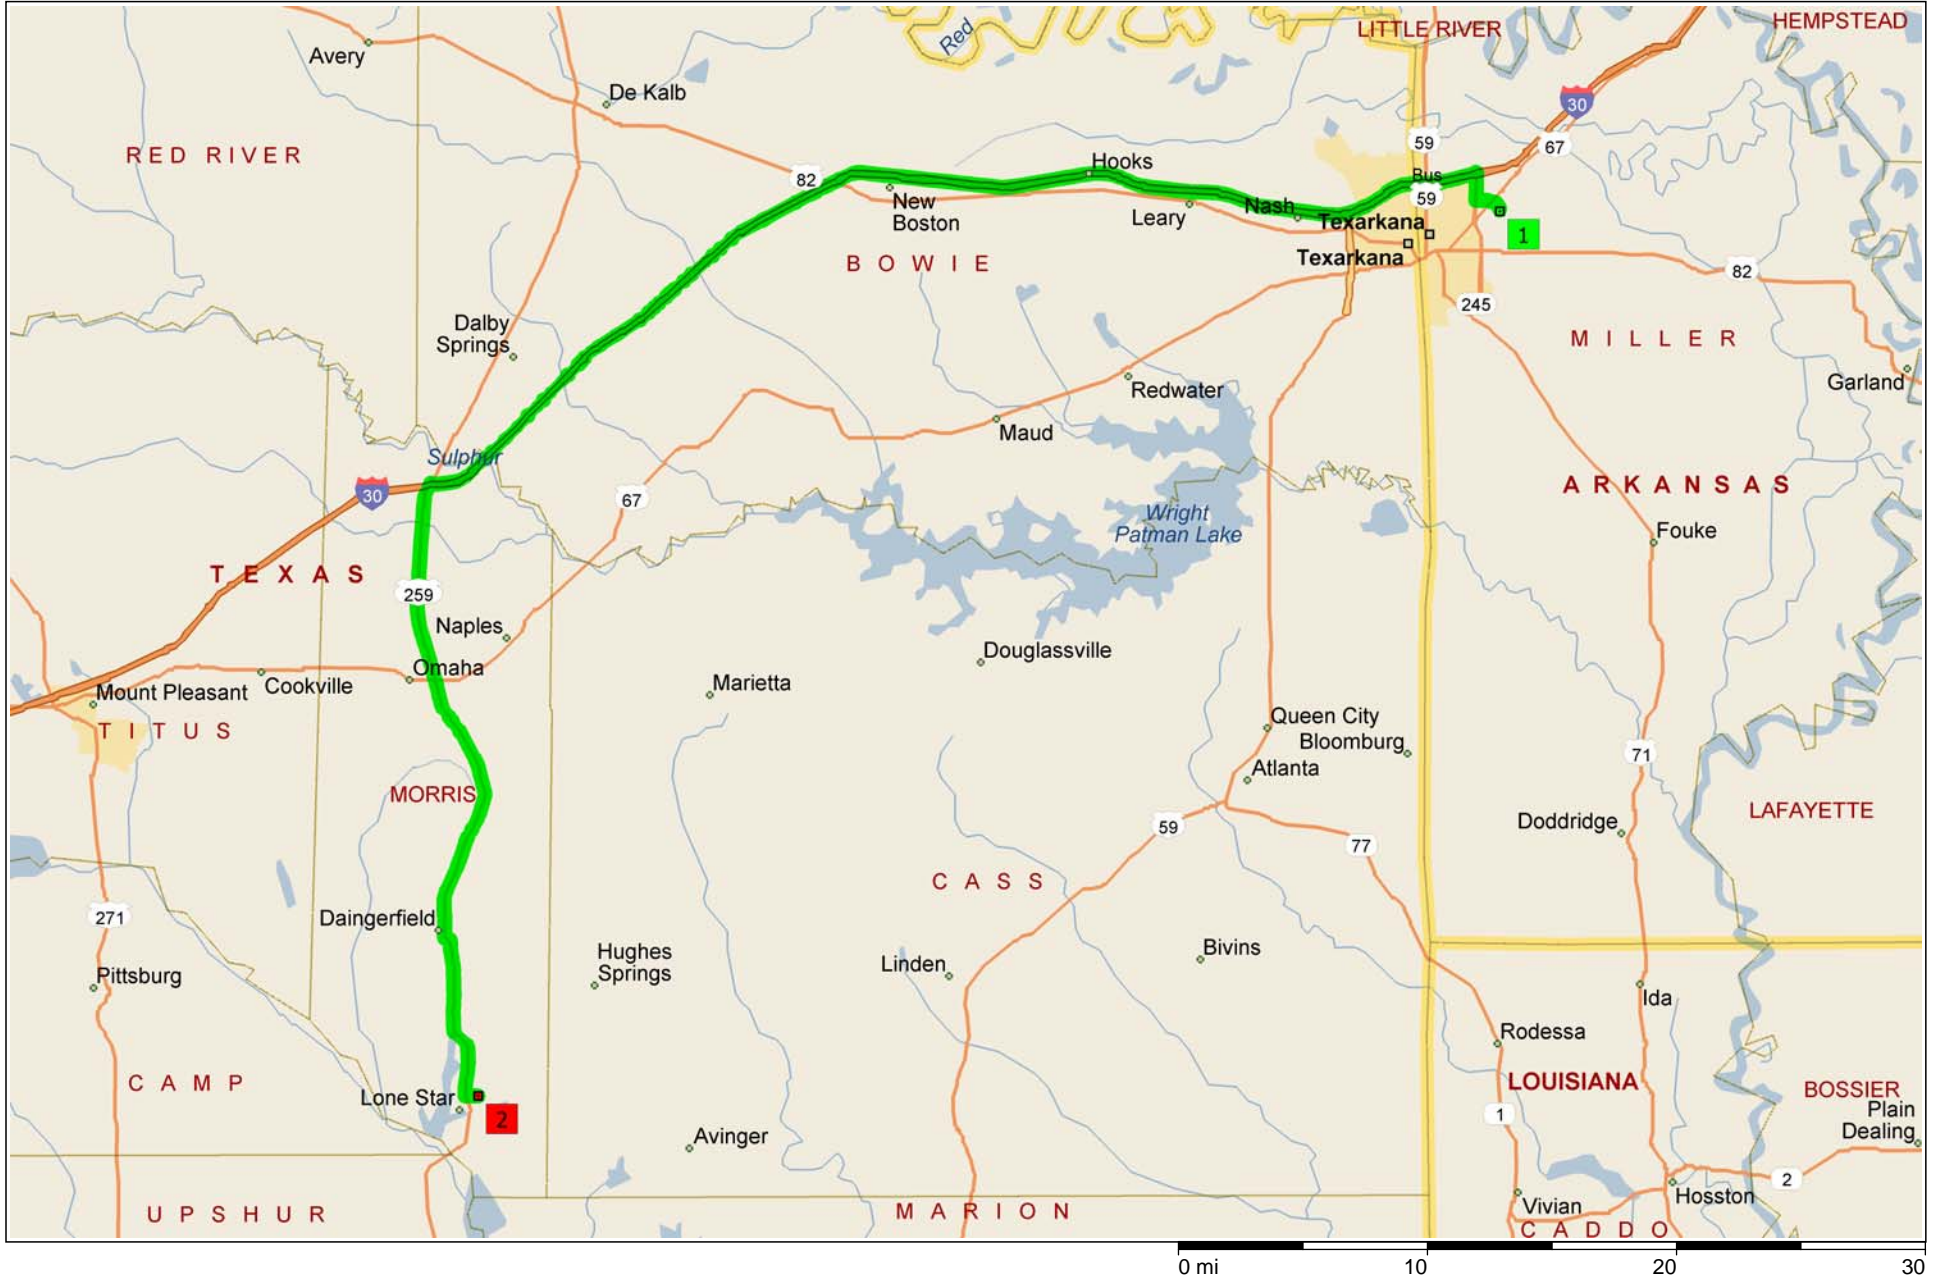 Red
LITTLE RIVER
HEMPSTEAD
Avery
De Kalb
30
59
67
RED RIVER
Hooks
82
Bus
59
New
Boston
Leary
Nash
Texarkana
1
Texarkana
BOWIE
82
245
Dalby
Springs
MILLER
Garland
Redwater
Maud
Sulphur
30
67
ARKANSAS
Wright
Patman Lake
Fouke
TEXAS
259
Naples
Douglassville
Omaha
Cookville
Mount Pleasant
Marietta
TITUS
Queen City
Bloomburg
71
Atlanta
MORRIS
LAFAYETTE
Doddridge
59
77
CASS
271
Daingerfield
Hughes
Springs
Linden
Bivins
Pittsburg
Ida
Rodessa
CAMP
LOUISIANA
BOSSIER
Lone Star
2
1
Plain
Dealing
Avinger
2
Hosston
Vivian
UPSHUR
MARION
CADDO
0 mi 10 20 30